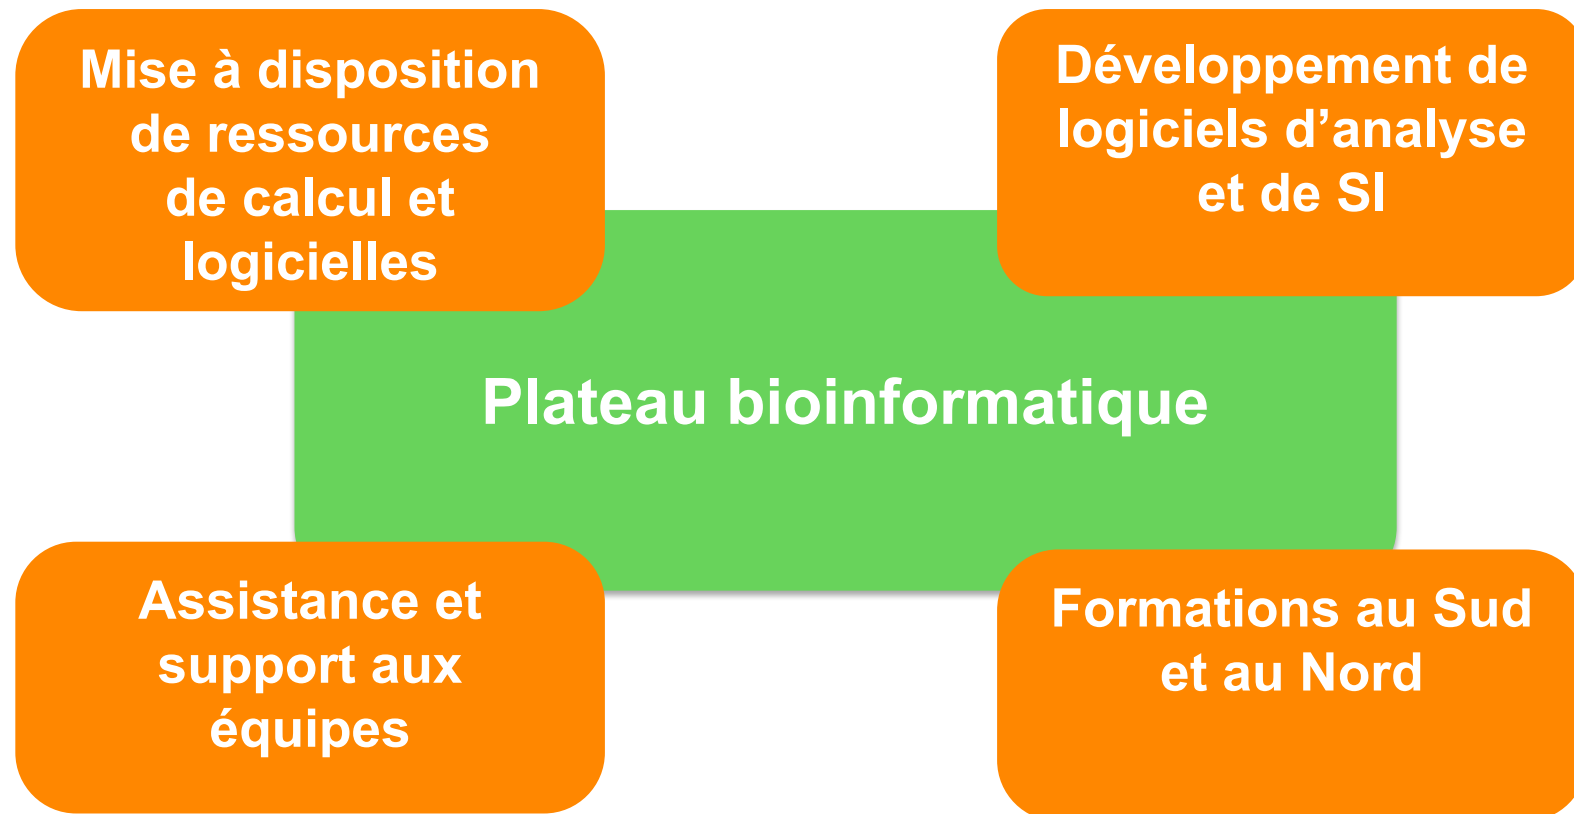 Mise à disposition
de ressources
de calcul et
logicielles
Développement de
logiciels d’analyse
et de SI
Plateau bioinformatique
Assistance et
support aux
équipes
Formations au Sud
et au Nord